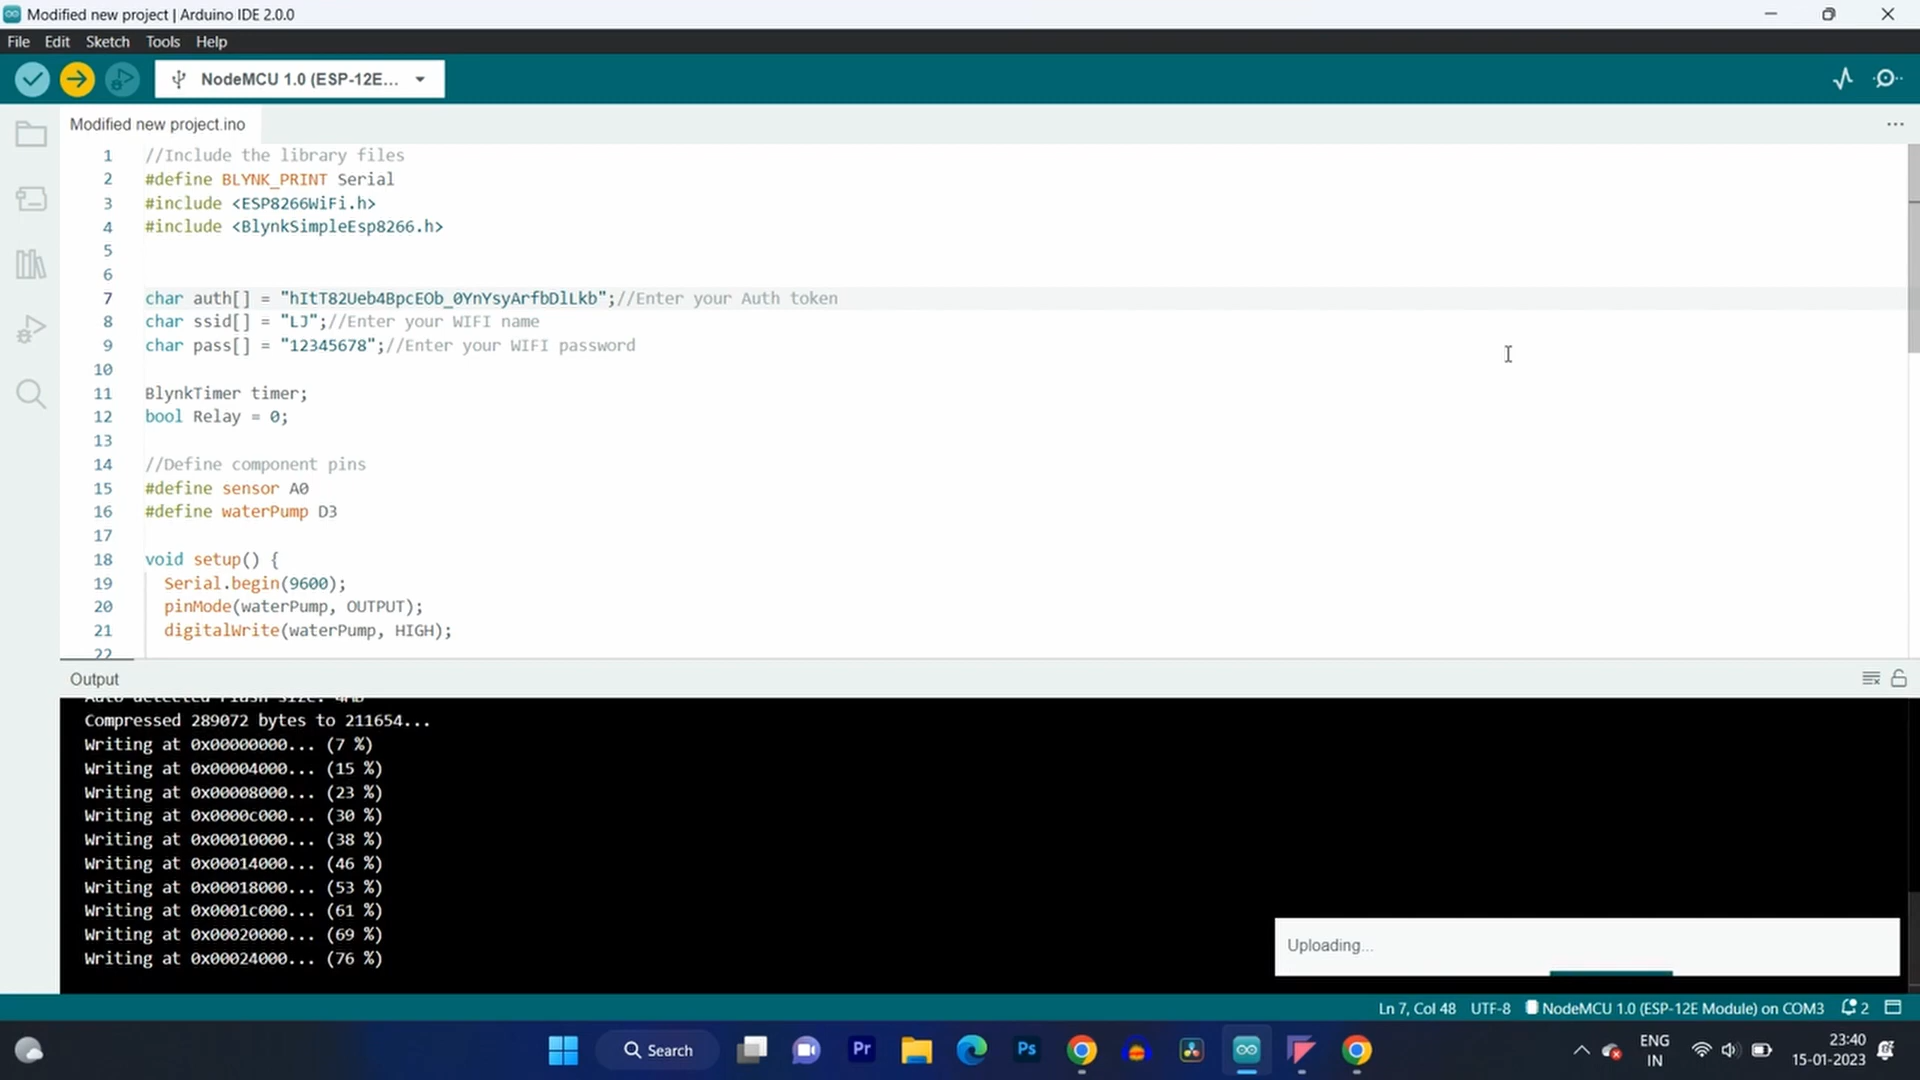 Modified new project | Arduino IDE 2.0.0
File Edit Sketch Tools Help
NodeMCU 1.0 (ESP-12E...
Modified new project.ino
1 //Include the library files
2 #define BLYNK_PRINT Serial
3 #include <ESP8266WiFi.h>
4 #include <BlynkSimpleEsp8266.h>
5
6
7 char auth[] = "hItT82Ueb4BpcEOb_0YnYsyArfbDlLkb";//Enter your Auth token
8 char ssid[] = "LJ";//Enter your WIFI name
9 char pass[] = "12345678";//Enter your WIFI password
10
11 BlynkTimer timer;
12 bool Relay = 0;
13
14 //Define component pins
15 #define sensor A0
16 #define waterPump D3
17
18 void setup() {
19 Serial.begin(9600);
20 pinMode(waterPump, OUTPUT);
21 digitalWrite(waterPump, HIGH);
22
Output
Auto-detected Flash size: 4MB
Compressed 289072 bytes to 211654...
Writing at 0x00000000... (7 %)
Writing at 0x00004000... (15 %)
Writing at 0x00008000... (23 %)
Writing at 0x0000c000... (30 %)
Writing at 0x00010000... (38 %)
Writing at 0x00014000... (46 %)
Writing at 0x00018000... (53 %)
Writing at 0x0001c000... (61 %)
Writing at 0x00020000... (69 %)
Writing at 0x00024000... (76 %)
Uploading...
Ln 7, Col 48 UTF-8 NodeMCU 1.0 (ESP-12E Module) on COM3 2
Search
Pr
Ps
ENG
IN
23:40
15-01-2023